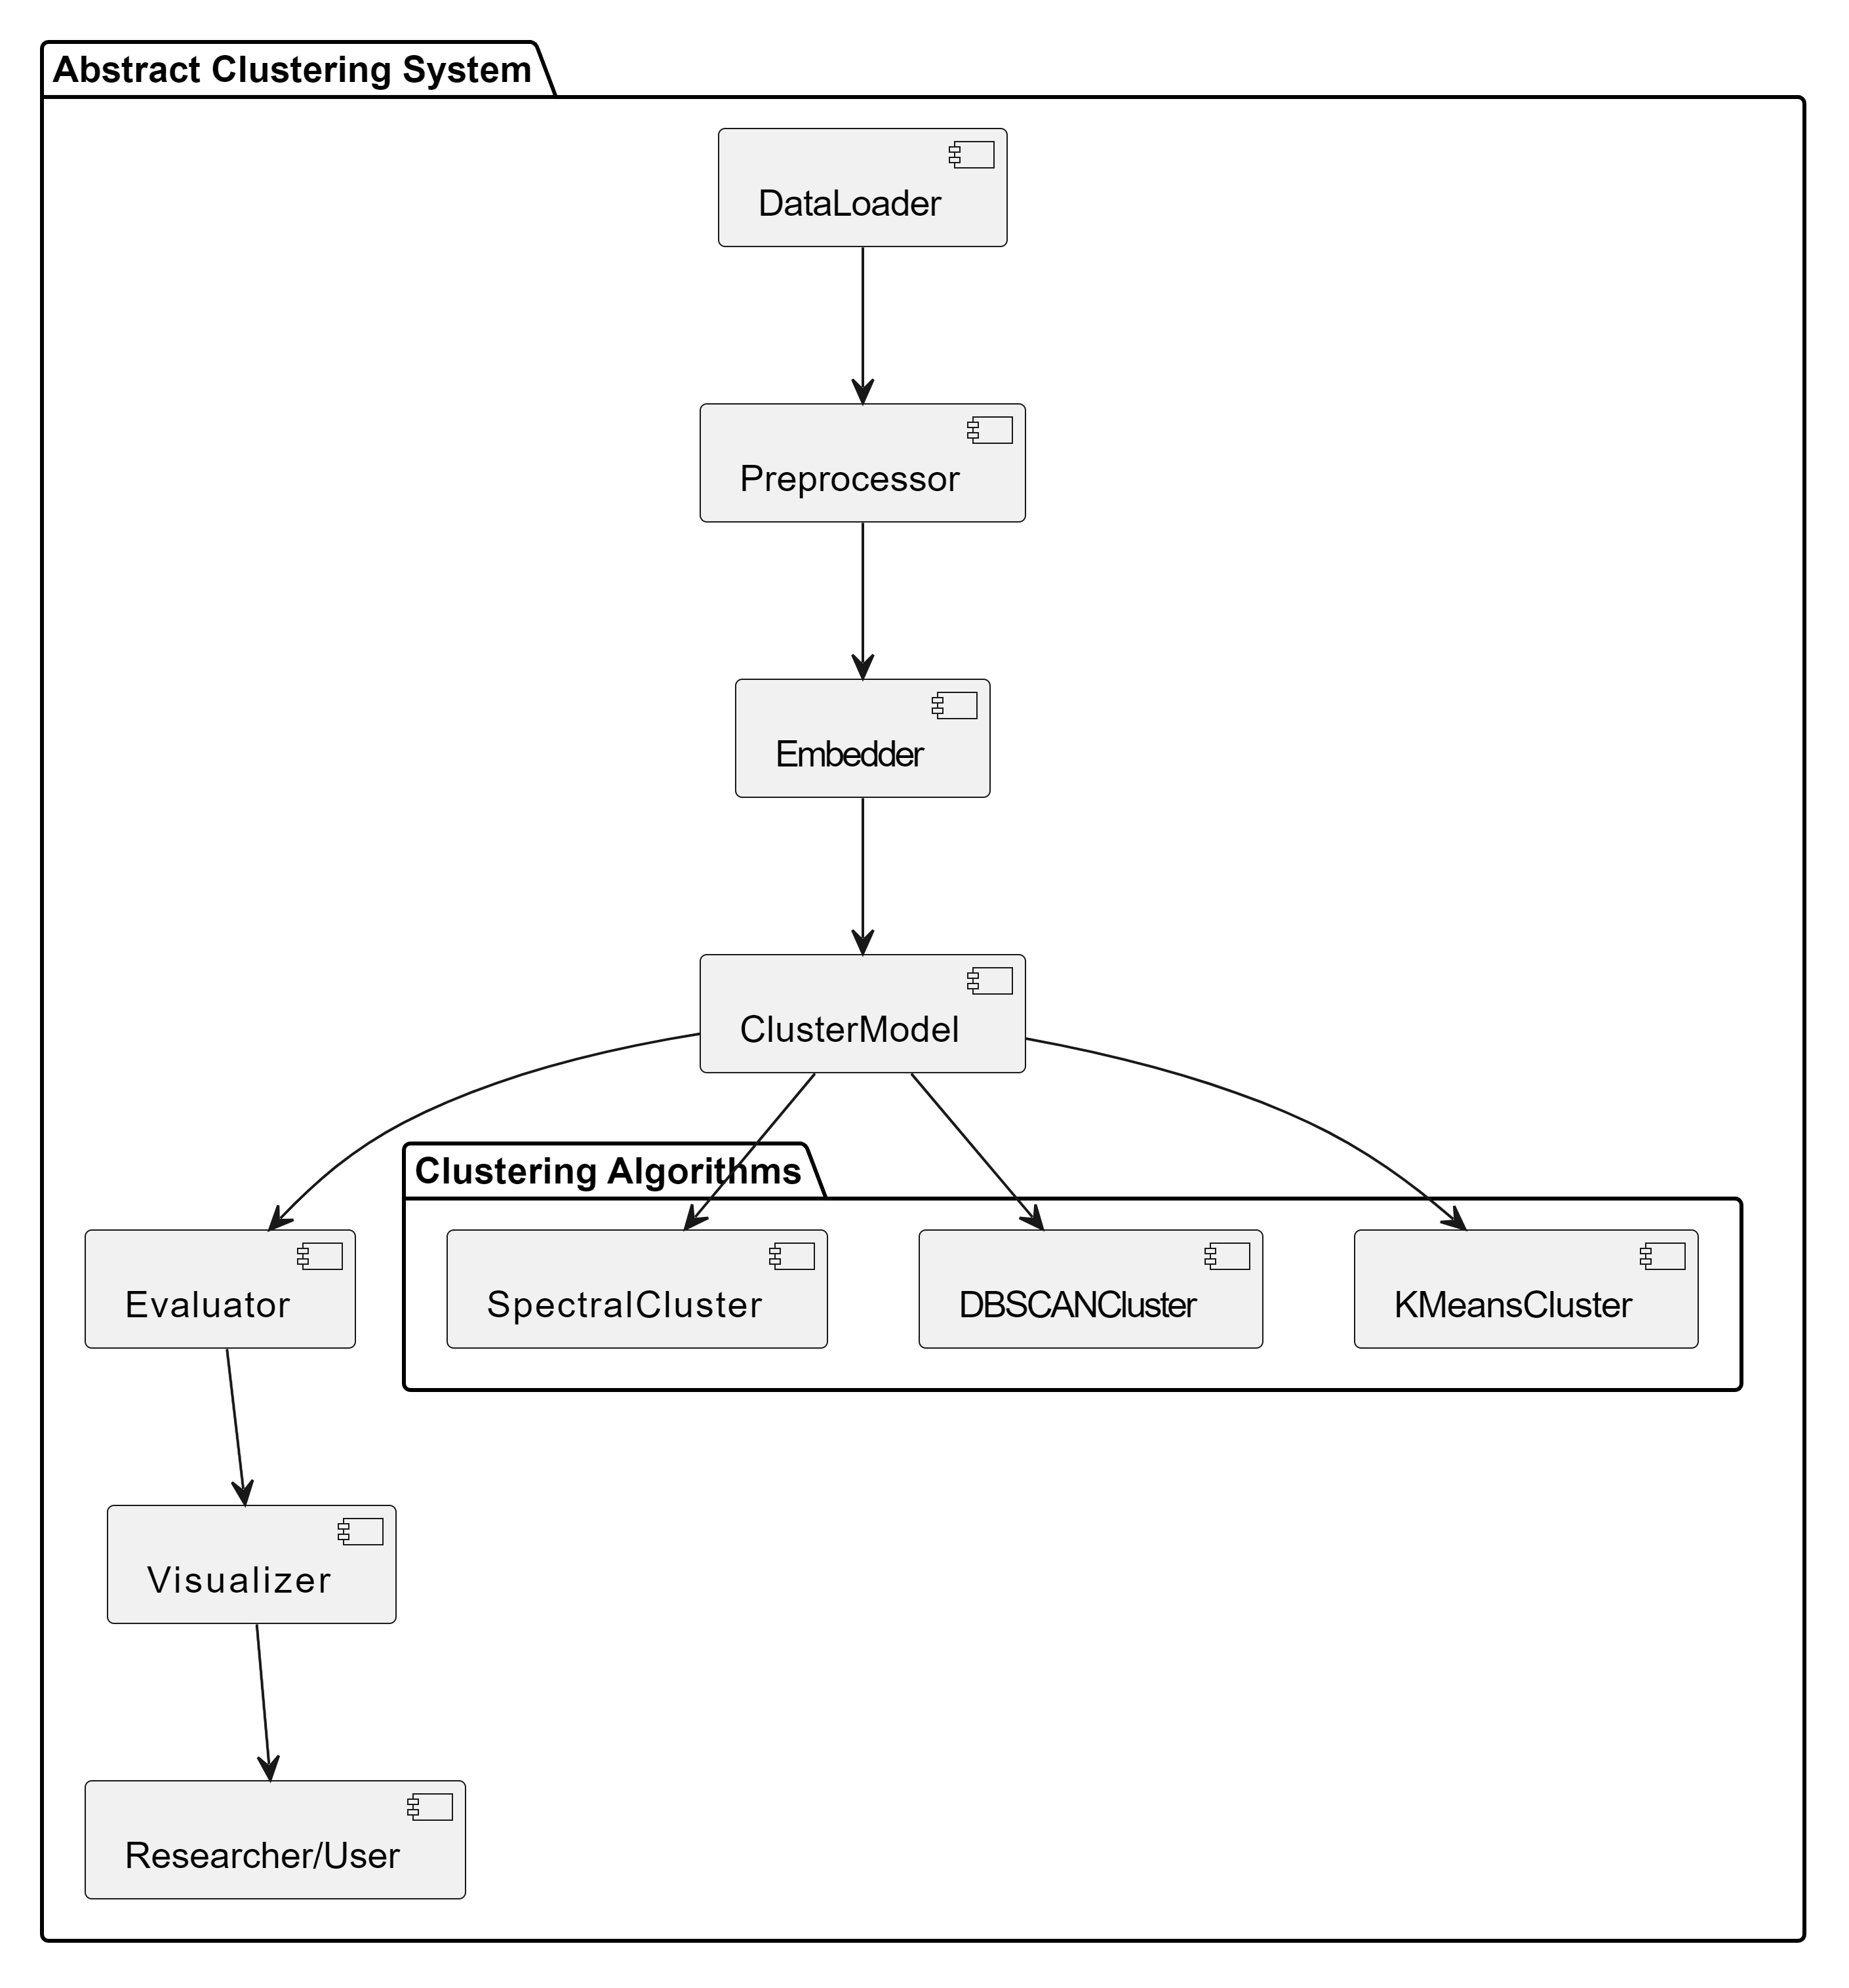 Abstract Clustering System
DataLoader
Preprocessor
Embedder
ClusterModel
Clustering Algorithms
Evaluator
SpectralCluster
DBSCANCluster
KMeansCluster
Visualizer
Researcher/User